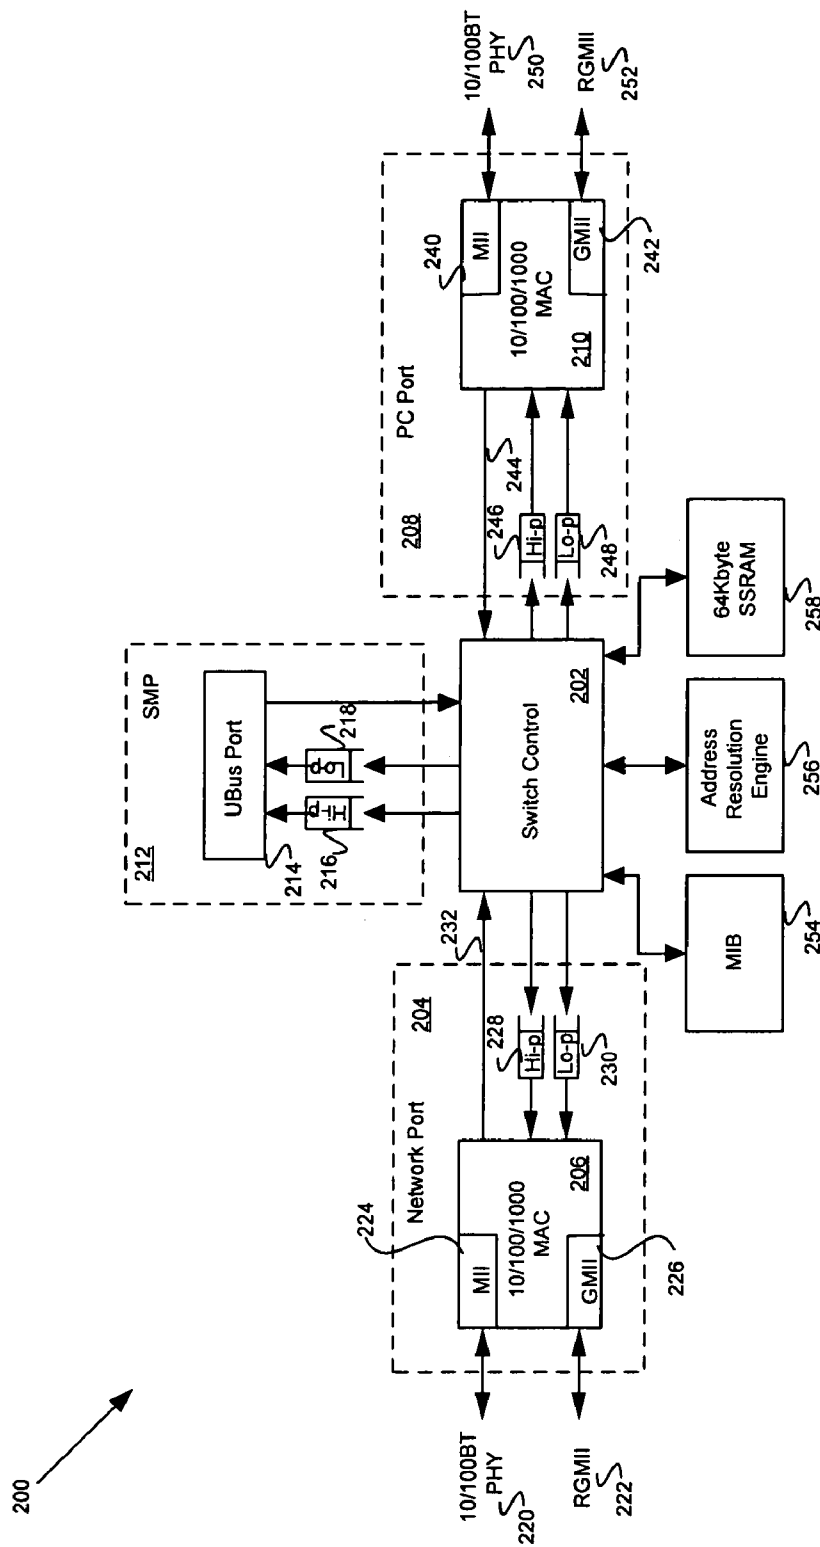 200
10/100BT
PHY
220
RGMII
222
Network Port
204
224
MII
10/100/1000
MAC
206
GMII
226
228
Hi-p
Lo-p
230
232
SMP
212
UBus Port
214
Hi-p
216
Lo-p
218
Switch Control
202
PC Port
208
244
246
Hi-p
Lo-p
248
240
MII
10/100/1000
MAC
210
GMII
242
10/100BT
PHY
250
RGMII
252
MIB
254
Address
Resolution
Engine
256
64Kbyte
SSRAM
258